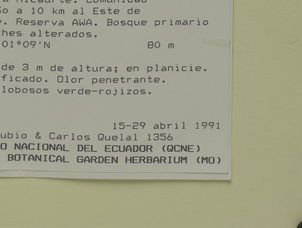 Ricaurte. Comunidad
o a 10 km al Este de
e. Reserva AWA. Bosque primario
ches alterados.
01°09'N 80 m
de 3 m de altura; en planicie.
ficado. Olor penetrante.
lobosos verde-rojizos.
15-29 abril 1991
ubio & Carlos Quelal 1356
O NACIONAL DEL ECUADOR (QCNE)
BOTANICAL GARDEN HERBARIUM (MO)